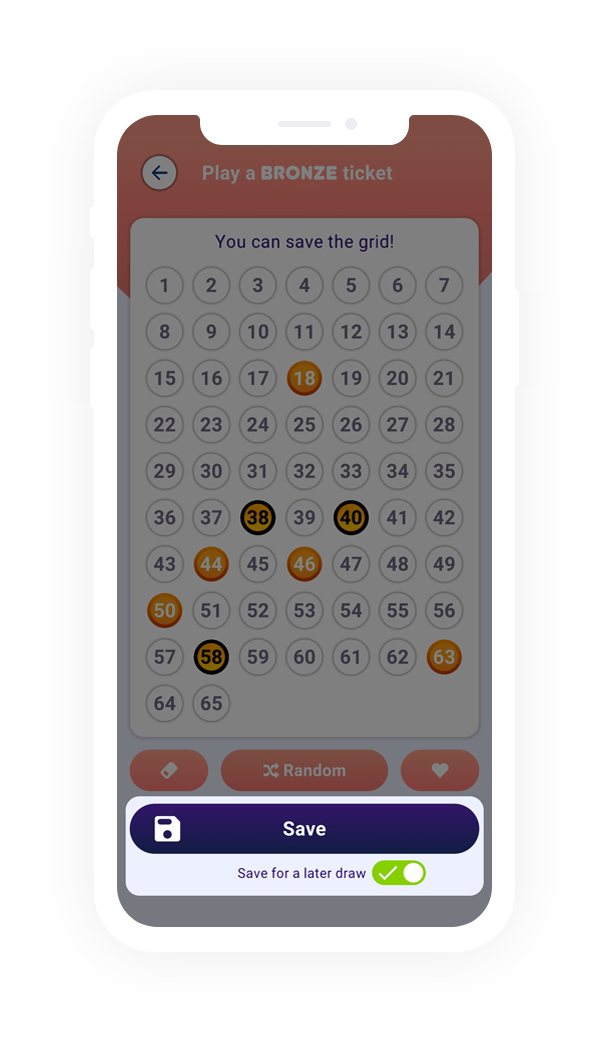 Play a BRONZE ticket
You can save the grid!
1 2 3 4 5 6 7
8 9 10 11 12 13 14
15 16 17 18 19 20 21
22 23 24 25 26 27 28
29 30 31 32 33 34 35
36 37 38 39 40 41 42
43 44 45 46 47 48 49
50 51 52 53 54 55 56
57 58 59 60 61 62 63
64 65
Random
Save
Save for a later draw